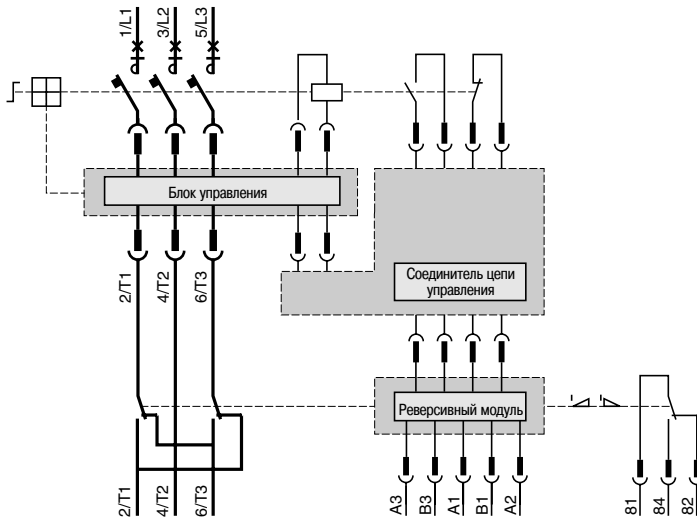 1/L1
3/L2
5/L3
Блок управления
2/T1
4/T2
6/T3
Соединитель цепи
управления
Реверсивный модуль
2/T1
4/T2
6/T3
A3
B3
A1
B1
A2
81
84
82